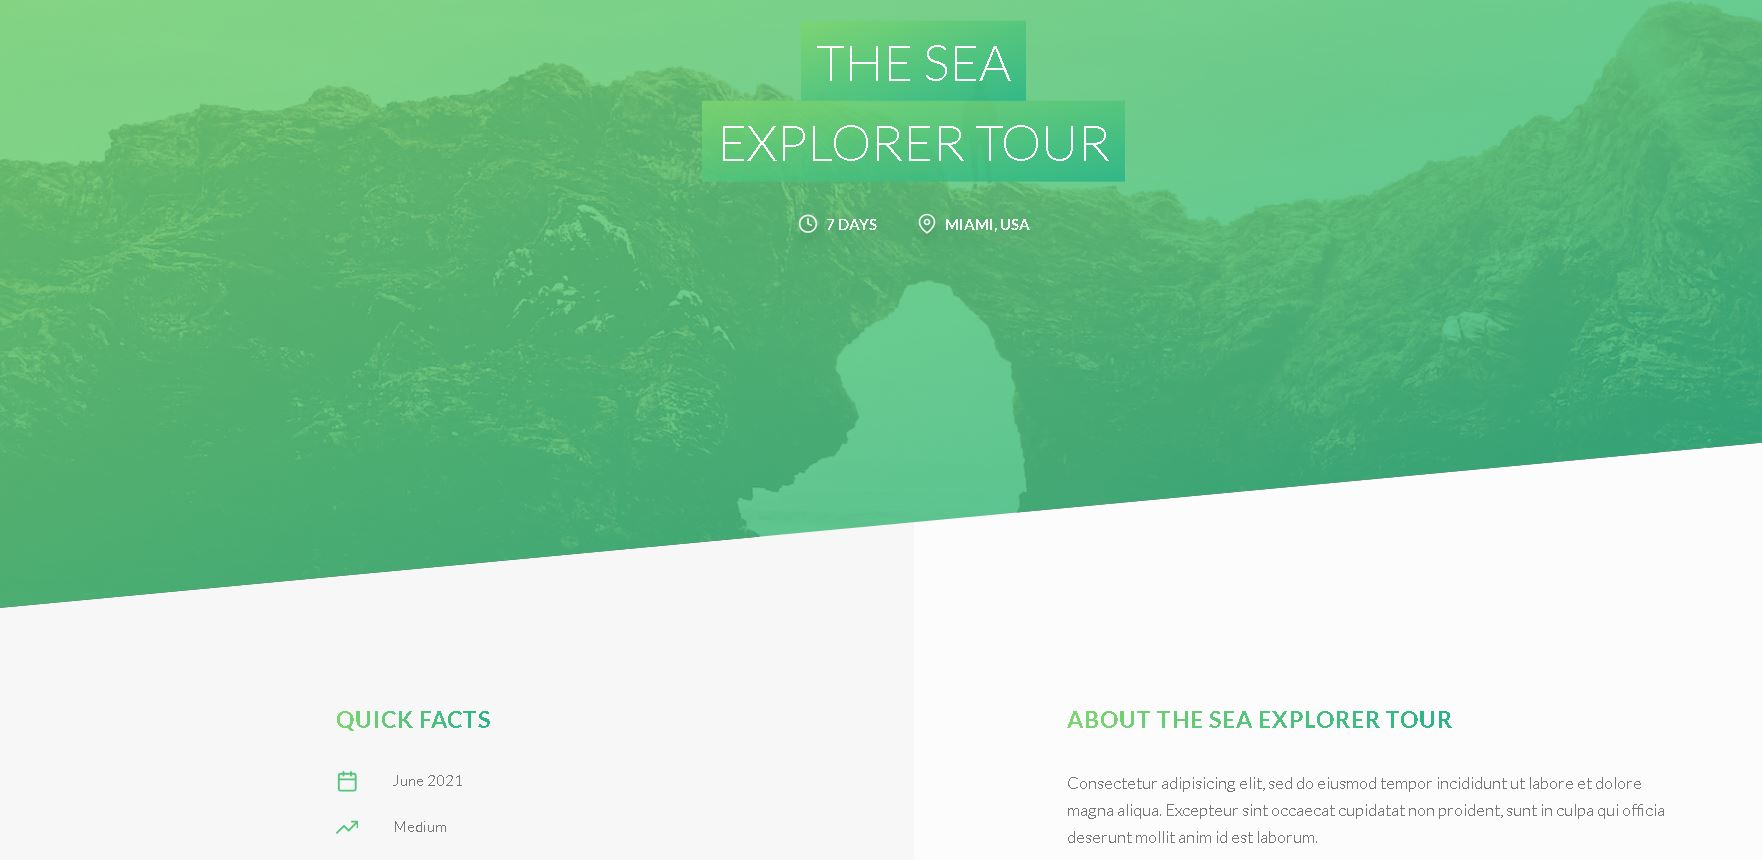 THE SEA
EXPLORER TOUR
7 DAYS
MIAMI, USA
QUICK FACTS
June 2021
Medium
ABOUT THE SEA EXPLORER TOUR
Consectetur adipisicing elit, sed do eiusmod tempor incididunt ut labore et dolore
magna aliqua. Excepteur sint occaecat cupidatat non proident, sunt in culpa qui officia
deserunt mollit anim id est laborum.